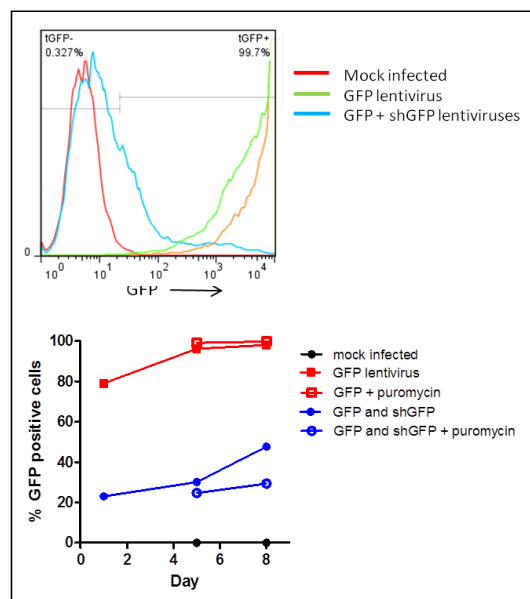 tGFP- tGFP+
0.327% 99.7%
Mock infected
GFP lentivirus
GFP + shGFP lentiviruses
0
10^0 10^1 10^2 10^3 10^4
GFP
100
80
60
40
20
0
0 2 4 6 8
Day
% GFP positive cells
mock infected
GFP lentivirus
GFP + puromycin
GFP and shGFP
GFP and shGFP + puromycin